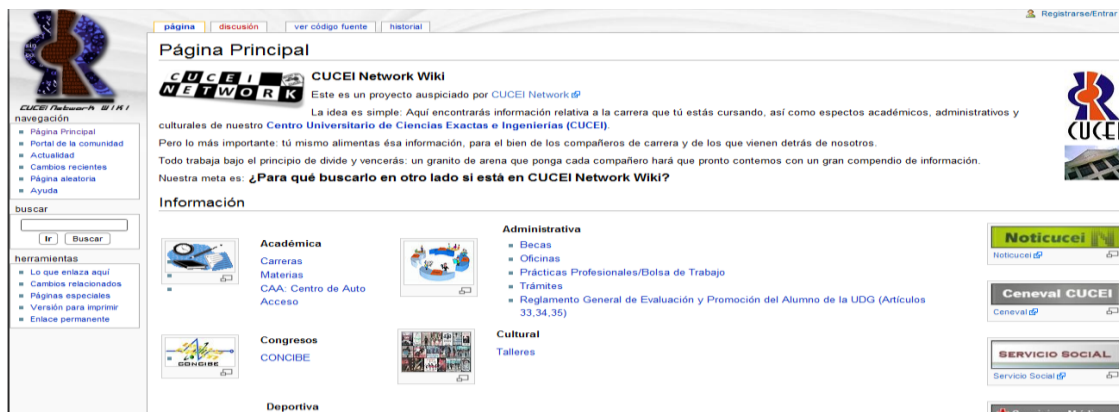 Registrarse/Entrar
página
discusión
ver código fuente
historial
CUCEI Network WIKI
navegación
Página Principal
Portal de la comunidad
Actualidad
Cambios recientes
Página aleatoria
Ayuda
buscar
Ir
Buscar
herramientas
Lo que enlaza aquí
Cambios relacionados
Páginas especiales
Versión para imprimir
Enlace permanente
Página Principal
CUCEI
NETWORK
CUCEI Network Wiki
Este es un proyecto auspiciado por CUCEI Network
La idea es simple: Aquí encontrarás información relativa a la carrera que tú estás cursando, así como espectos académicos, administrativos y
culturales de nuestro Centro Universitario de Ciencias Exactas e Ingenierías (CUCEI).
Pero lo más importante: tú mismo alimentas ésa información, para el bien de los compañeros de carrera y de los que vienen detrás de nosotros.
Todo trabaja bajo el principio de divide y vencerás: un granito de arena que ponga cada compañero hará que pronto contemos con un gran compendio de información.
Nuestra meta es: ¿Para qué buscarlo en otro lado si está en CUCEI Network Wiki?
CUCEI
Información
Académica
Carreras
Materias
CAA: Centro de Auto
Acceso
Administrativa
Becas
Oficinas
Prácticas Profesionales/Bolsa de Trabajo
Trámites
Reglamento General de Evaluación y Promoción del Alumno de la UDG (Artículos
33,34,35)
CONCIBE
Congresos
CONCIBE
Cultural
Talleres
Deportiva
Noticucei
Noticucei
Ceneval CUCEI
Ceneval
SERVICIO SOCIAL
Servicio Social